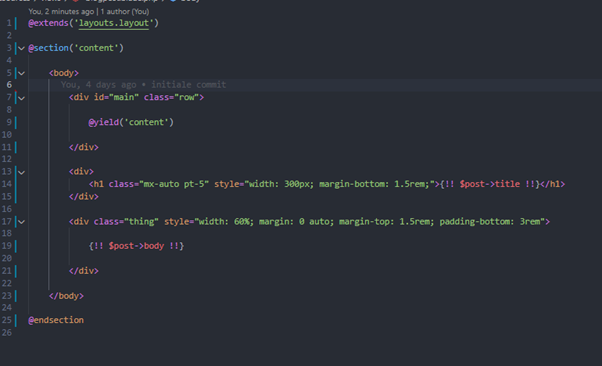 You, 2 minutes ago | 1 author (You)
1 @extends('layouts.layout')
2
3 @section('content')
4
5 <body>
6 You, 4 days ago • initiale commit
7 <div id="main" class="row">
8
9 @yield('content')
10
11 </div>
12
13 <div>
14 <h1 class="mx-auto pt-5" style="width: 300px; margin-bottom: 1.5rem;">{!! $post->title !!}</h1>
15 </div>
16
17 <div class="thing" style="width: 60%; margin: 0 auto; margin-top: 1.5rem; padding-bottom: 3rem">
18
19 {!! $post->body !!}
20
21 </div>
22
23 </body>
24
25 @endsection
26